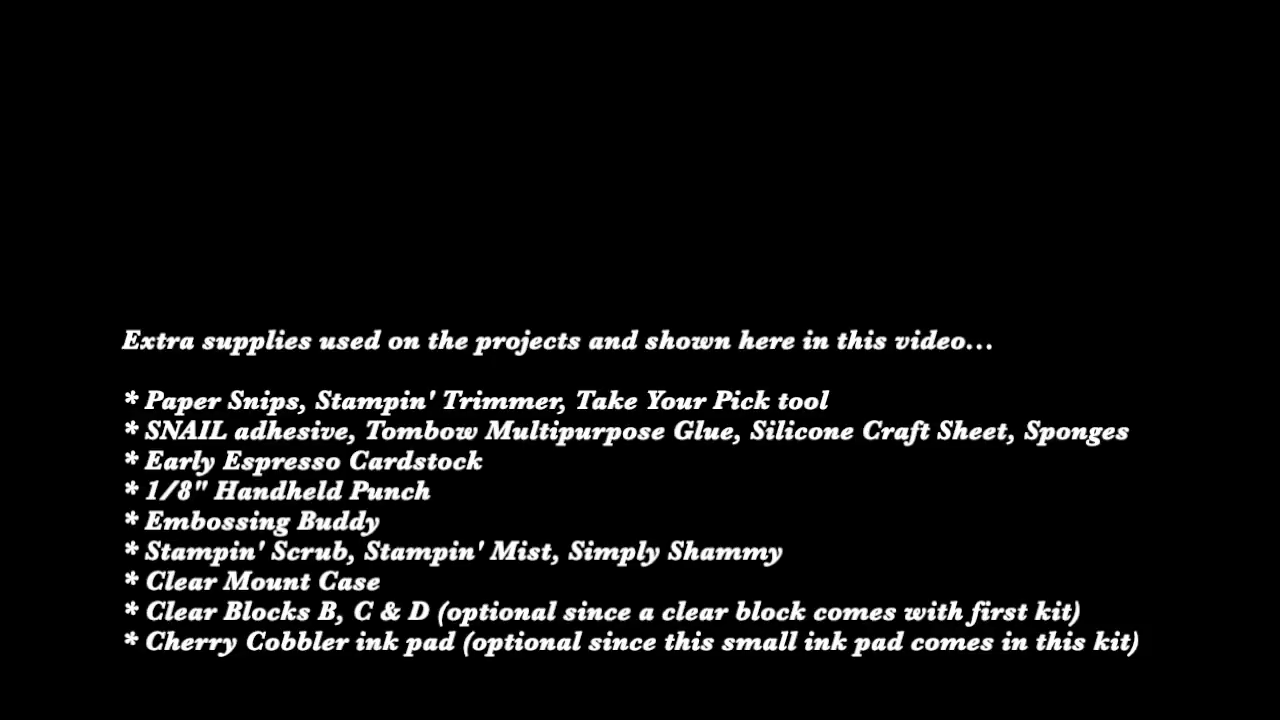 Extra supplies used on the projects and shown here in this video...
* Paper Snips, Stampin' Trimmer, Take Your Pick tool
* SNAIL adhesive, Tombow Multipurpose Glue, Silicone Craft Sheet, Sponges
* Early Espresso Cardstock
* 1/8" Handheld Punch
* Embossing Buddy
* Stampin' Scrub, Stampin' Mist, Simply Shammy
* Clear Mount Case
* Clear Blocks B, C & D (optional since a clear block comes with first kit)
* Cherry Cobbler ink pad (optional since this small ink pad comes in this kit)